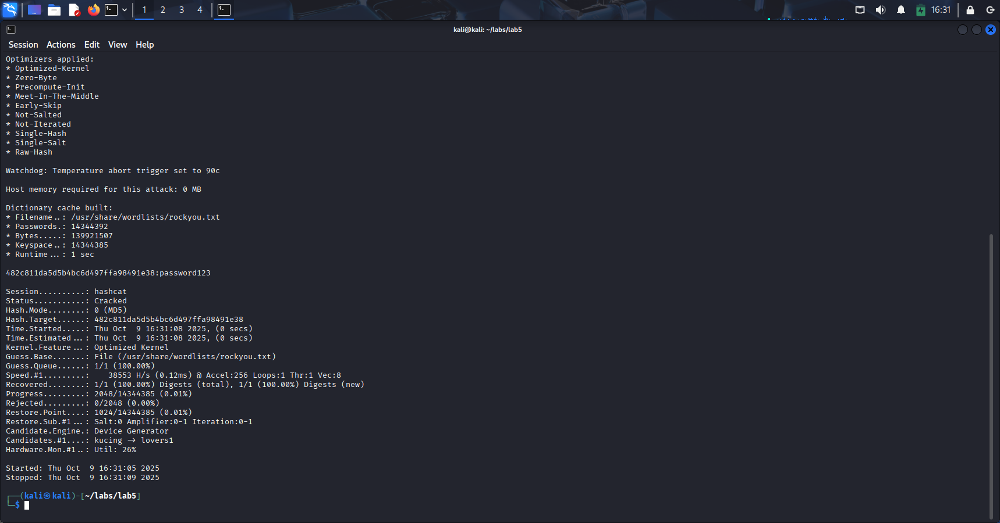 1 2 3 4 16:31
kali@kali: ~/labs/lab5
Session Actions Edit View Help
Optimizers applied:
* Optimized-Kernel
* Zero-Byte
* Precompute-Init
* Meet-In-The-Middle
* Early-Skip
* Not-Salted
* Not-Iterated
* Single-Hash
* Single-Salt
* Raw-Hash
Watchdog: Temperature abort trigger set to 90c
Host memory required for this attack: 0 MB
Dictionary cache built:
* Filename..: /usr/share/wordlists/rockyou.txt
* Passwords.: 14344392
* Bytes.....: 139921507
* Keyspace..: 14344385
* Runtime...: 1 sec
482c811da5d5b4bc6d497ffa98491e38:password123
Session..........: hashcat
Status...........: Cracked
Hash.Mode........: 0 (MD5)
Hash.Target......: 482c811da5d5b4bc6d497ffa98491e38
Time.Started.....: Thu Oct  9 16:31:08 2025, (0 secs)
Time.Estimated...: Thu Oct  9 16:31:08 2025, (0 secs)
Kernel.Feature...: Optimized Kernel
Guess.Base.......: File (/usr/share/wordlists/rockyou.txt)
Guess.Queue......: 1/1 (100.00%)
Speed.#1.........:    38553 H/s (0.12ms) @ Accel:256 Loops:1 Thr:1 Vec:8
Recovered........: 1/1 (100.00%) Digests (total), 1/1 (100.00%) Digests (new)
Progress.........: 2048/14344385 (0.01%)
Rejected.........: 0/2048 (0.00%)
Restore.Point....: 1024/14344385 (0.01%)
Restore.Sub.#1...: Salt:0 Amplifier:0-1 Iteration:0-1
Candidate.Engine.: Device Generator
Candidates.#1....: kucing -> lovers1
Hardware.Mon.#1..: Util: 26%
Started: Thu Oct  9 16:31:05 2025
Stopped: Thu Oct  9 16:31:09 2025
┌──(kali㉿kali)-[~/labs/lab5]
└─$